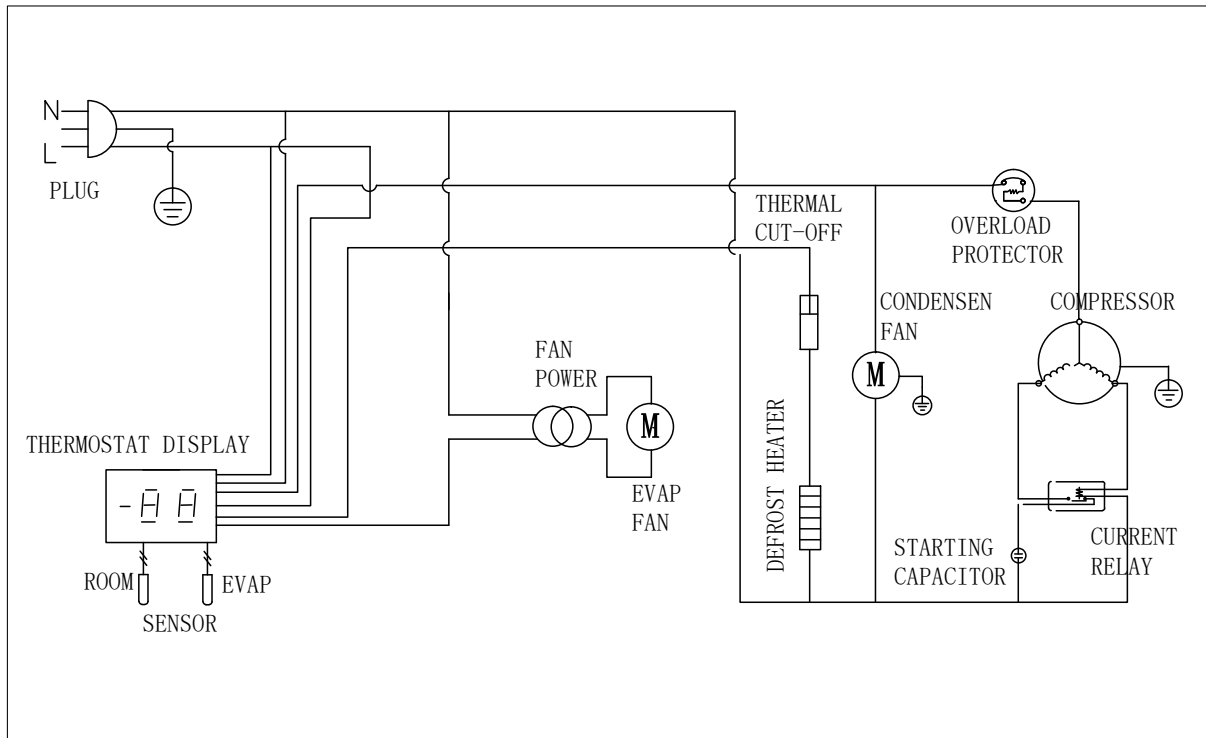 N
L
PLUG
THERMAL
CUT-OFF
OVERLOAD
PROTECTOR
CONDENSEN
FAN
COMPRESSOR
FAN
POWER
M
M
THERMOSTAT DISPLAY
-88
EVAP
FAN
DEFROST HEATER
STARTING
CAPACITOR
CURRENT
RELAY
ROOM
EVAP
SENSOR